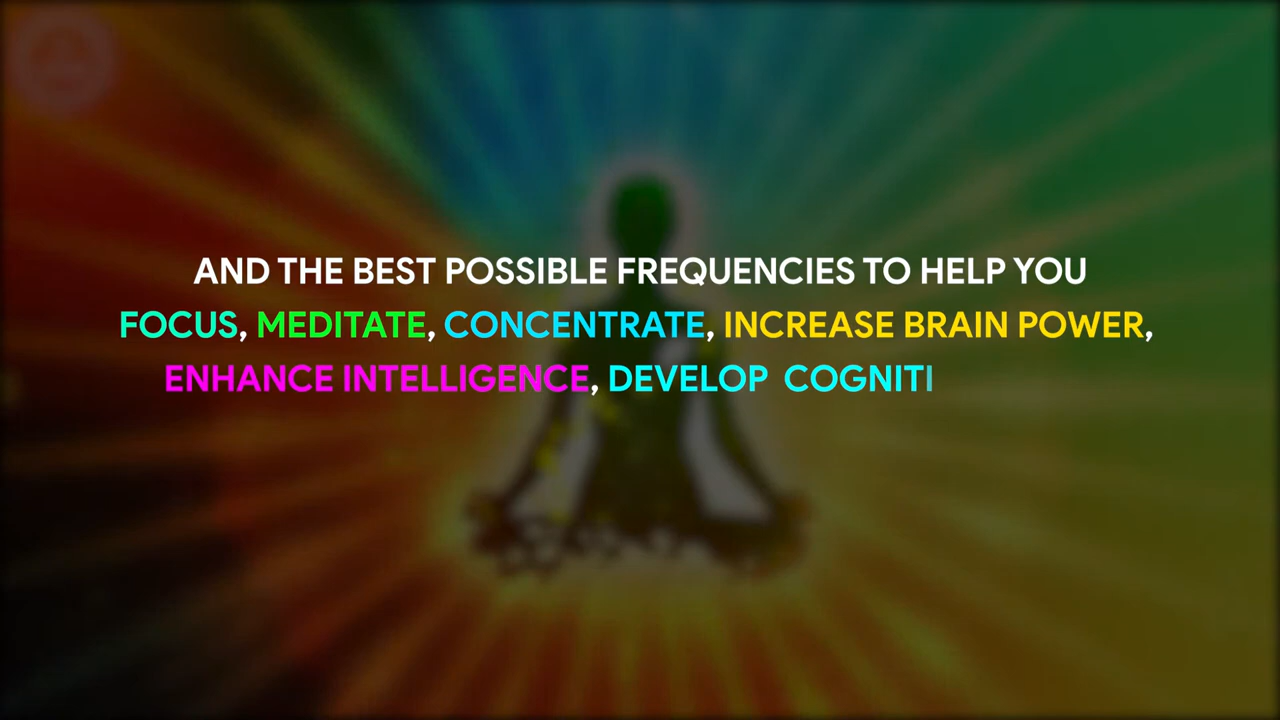 AND THE BEST POSSIBLE FREQUENCIES TO HELP YOU
FOCUS, MEDITATE, CONCENTRATE, INCREASE BRAIN POWER,
ENHANCE INTELLIGENCE, DEVELOP COGNITI